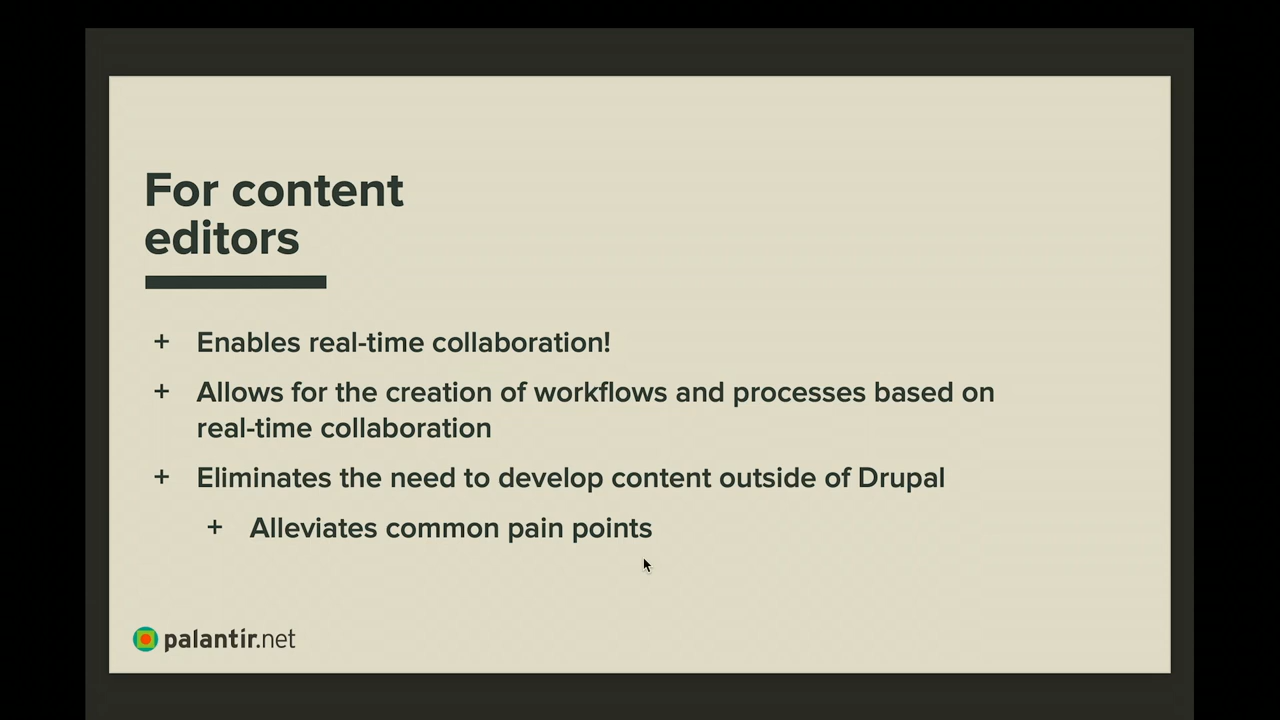 For content
editors
+ Enables real-time collaboration!
+ Allows for the creation of workflows and processes based on
real-time collaboration
+ Eliminates the need to develop content outside of Drupal
+ Alleviates common pain points
palantir.net